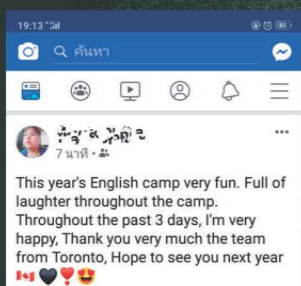 19:13
ค้นหา
7 นาที
This year's English camp very fun. Full of
laughter throughout the camp.
Throughout the past 3 days, I'm very
happy, Thank you very much the team
from Toronto, Hope to see you next year